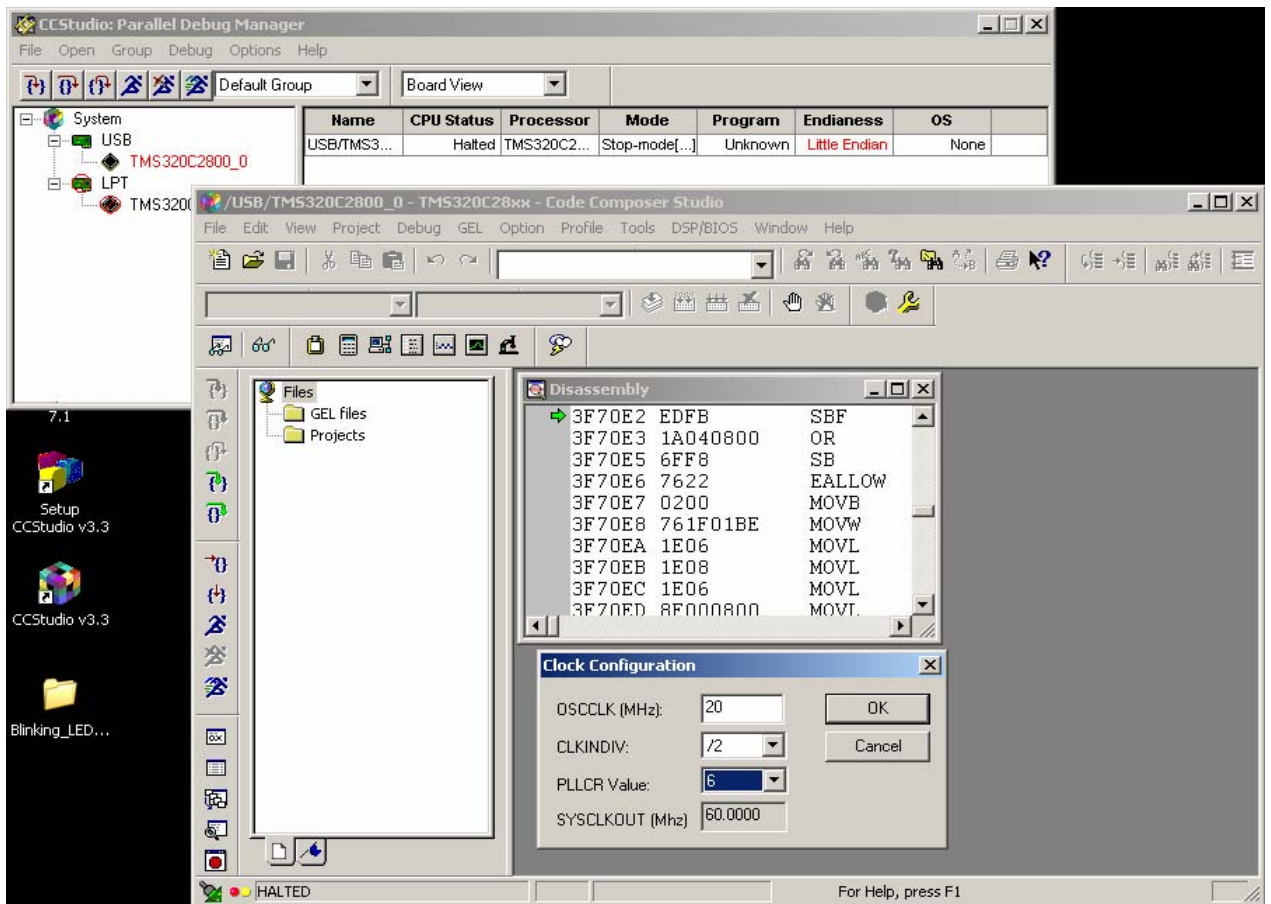 CCStudio: Parallel Debug Manager
File Open Group Debug Options Help
Default Group
Board View
System
USB
TMS320C2800_0
LPT
TMS320C
Name CPU Status Processor Mode Program Endianess OS
USB/TMS3... Halted TMS320C2... Stop-mode[...] Unknown Little Endian None
/USB/TMS320C2800_0 - TMS320C28xx - Code Composer Studio
File Edit View Project Debug GEL Option Profile Tools DSP/BIOS Window Help
Files
GEL files
Projects
Disassembly
3F70E2 EDFB SBF
3F70E3 1A040800 OR
3F70E5 6FF8 SB
3F70E6 7622 EALLOW
3F70E7 0200 MOVB
3F70E8 761F01BE MOVW
3F70EA 1E06 MOVL
3F70EB 1E08 MOVL
3F70EC 1E06 MOVL
3F70ED 8F000800 MOVL
Clock Configuration
OSCCLK (MHz): 20 OK
CLKINDIV: /2 Cancel
PLLCR Value: 6
SYSCLKOUT (Mhz) 60.0000
HALTED
For Help, press F1
7.1
Setup
CCStudio v3.3
CCStudio v3.3
Blinking_LED...